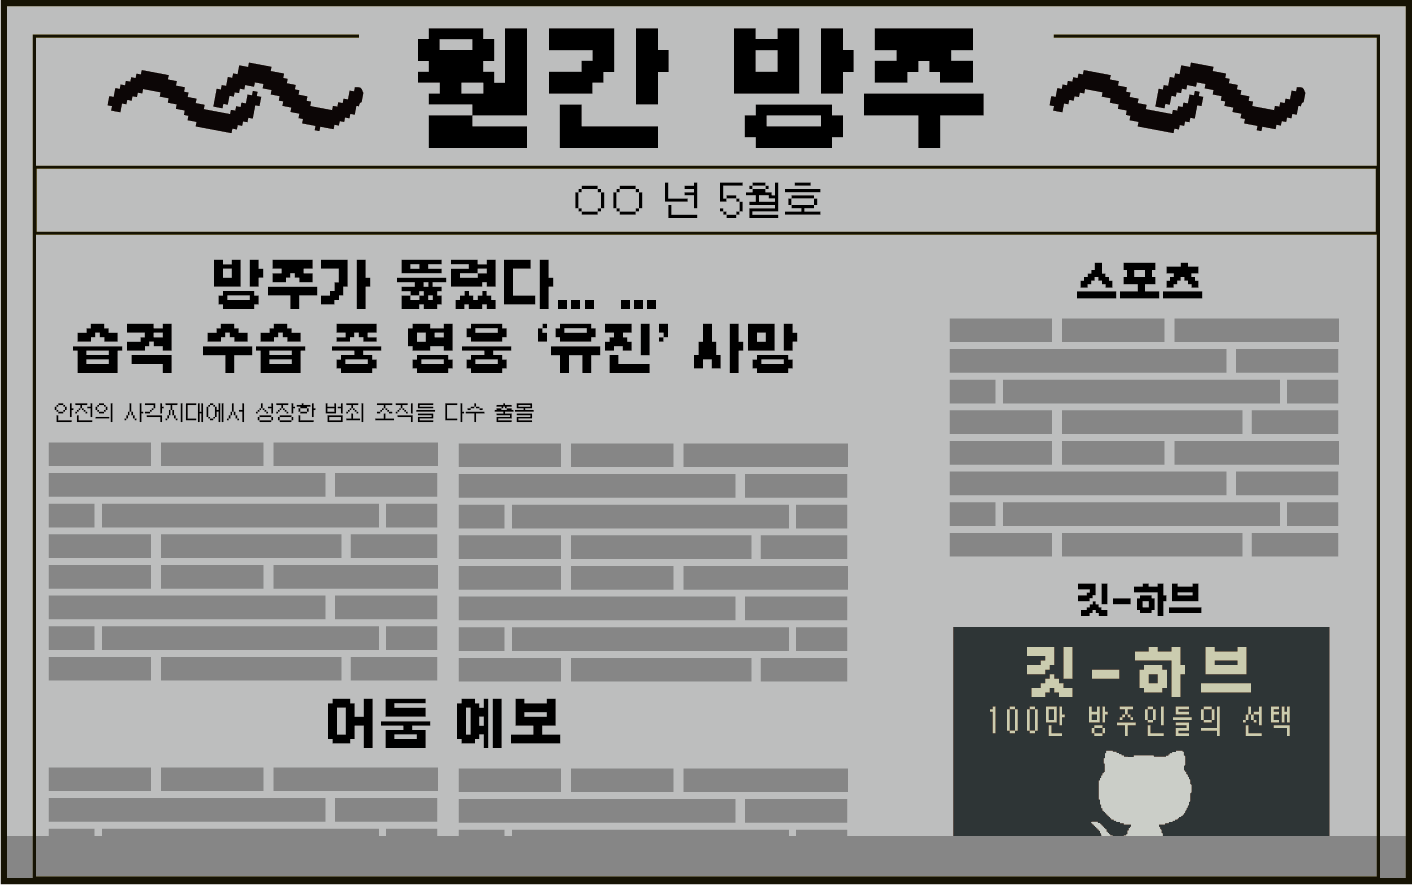 월간 방주
○○ 년 5월호
방주가 뚫렸다... ...
습격 수습 중 영웅 ‘유진’ 사망
안전의 사각지대에서 성장한 범죄 조직들 다수 출몰
어둠 예보
스포츠
깃-하브
깃-하브
100만 방주인들의 선택